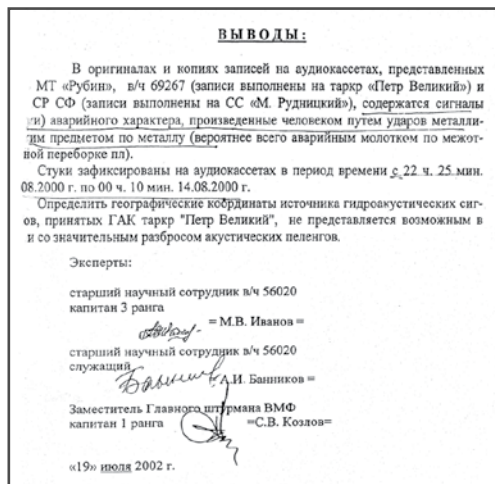 ВЫВОДЫ:
В оригиналах и копиях записей на аудиокассетах, представленных
МТ «Рубин», в/ч 69267 (записи выполнены на таркр «Петр Великий») и
СР СФ (записи выполнены на СС «М. Рудницкий»), содержатся сигналы
ги) аварийного характера, произведенные человеком путем ударов металли-
им предметом по металлу (вероятнее всего аварийным молотком по межот-
ной переборке пл).
Стуки зафиксированы на аудиокассетах в период времени с 22 ч. 25 мин.
08.2000 г. по 00 ч. 10 мин. 14.08.2000 г.
Определить географические координаты источника гидроакустических сиг-
ов, принятых ГАК таркр "Петр Великий", не представляется возможным в
и со значительным разбросом акустических пеленгов.
Эксперты:
старший научный сотрудник в/ч 56020
капитан 3 ранга
= М.В. Иванов =
старший научный сотрудник в/ч 56020
служащий
А.И. Банников =
Заместитель Главного штурмана ВМФ
капитан 1 ранга =С.В. Козлов=
«19» июля 2002 г.